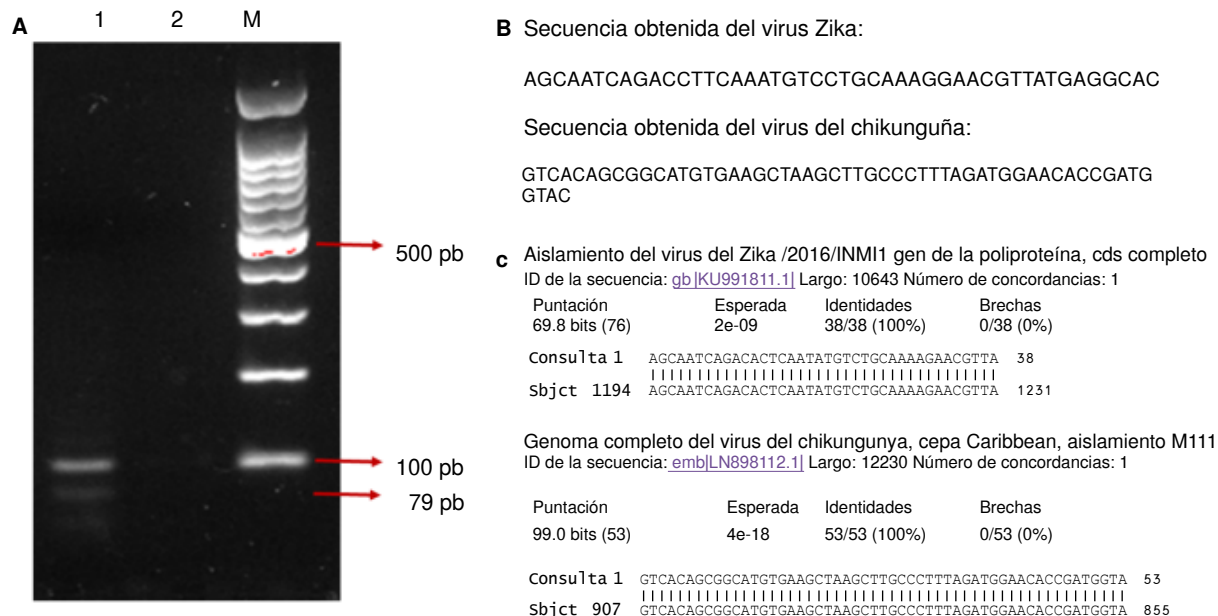 A
1 2 M
500 pb
100 pb
79 pb
B Secuencia obtenida del virus Zika:
AGCAATCAGACCTTCAAATGTCCTGCAAAGGAACGTTATGAGGCAC
Secuencia obtenida del virus del chikunguña:
GTCACAGCGGCATGTGAAGCTAAGCTTGCCCTTTAGATGGAACACCGATG
GTAC
C Aislamiento del virus del Zika /2016/INMI1 gen de la poliproteína, cds completo
ID de la secuencia: gb|KU991811.1| Largo: 10643 Número de concordancias: 1
Puntación Esperada Identidades Brechas
69.8 bits (76) 2e-09 38/38 (100%) 0/38 (0%)
Consulta 1 AGCAATCAGACACTCAATATGTCTGCAAAAGAACGTTA 38
Sbjct 1194 AGCAATCAGACACTCAATATGTCTGCAAAAGAACGTTA 1231
Genoma completo del virus del chikungunya, cepa Caribbean, aislamiento M111
ID de la secuencia: emb|LN898112.1| Largo: 12230 Número de concordancias: 1
Puntación Esperada Identidades Brechas
99.0 bits (53) 4e-18 53/53 (100%) 0/53 (0%)
Consulta 1 GTCACAGCGGCATGTGAAGCTAAGCTTGCCCTTTAGATGGAACACCGATGGTA 53
Sbjct 907 GTCACAGCGGCATGTGAAGCTAAGCTTGCCCTTTAGATGGAACACCGATGGTA 855